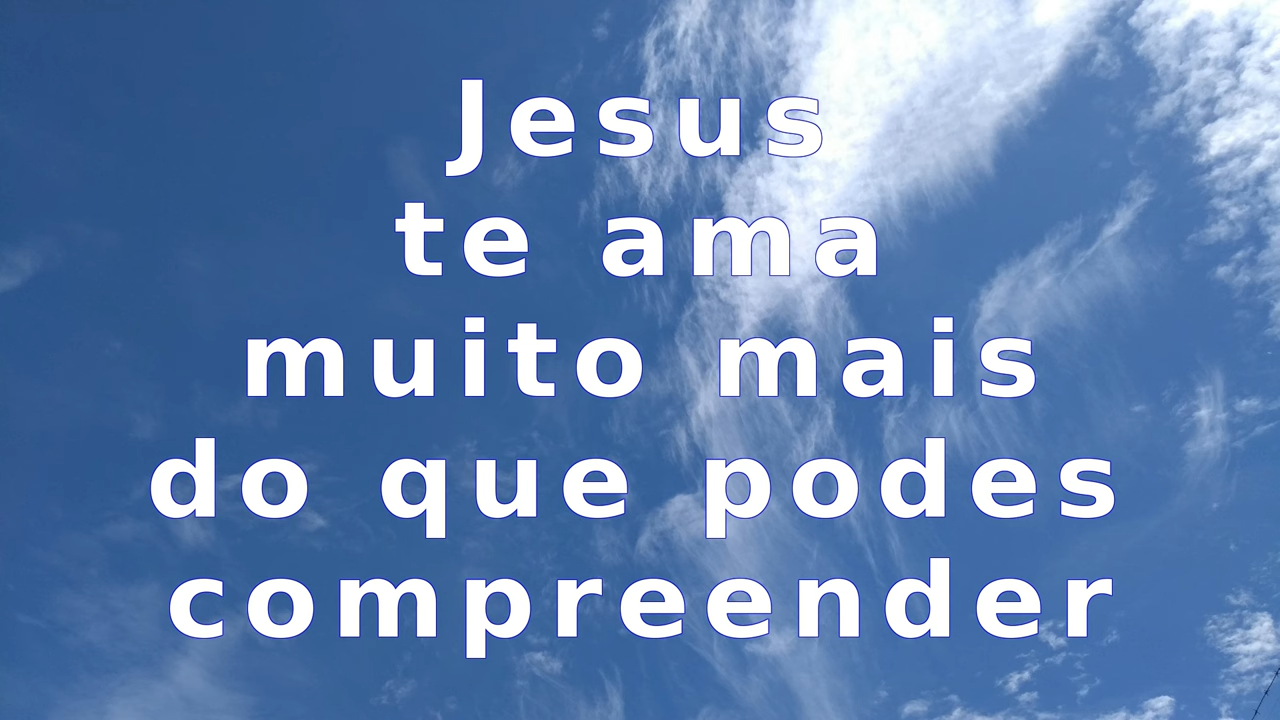 Jesus
te ama
muito mais
do que podes
compreender